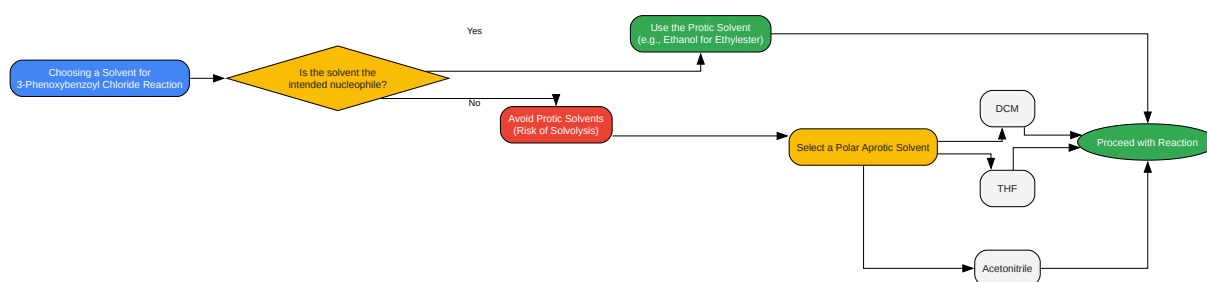 Choosing a Solvent for
3-Phenoxybenzoyl Chloride Reaction
Is the solvent the
intended nucleophile?
Yes
No
Use the Protic Solvent
(e.g., Ethanol for Ethylester)
Avoid Protic Solvents
(Risk of Solvolysis)
Select a Polar Aprotic Solvent
DCM
THF
Acetonitrile
Proceed with Reaction